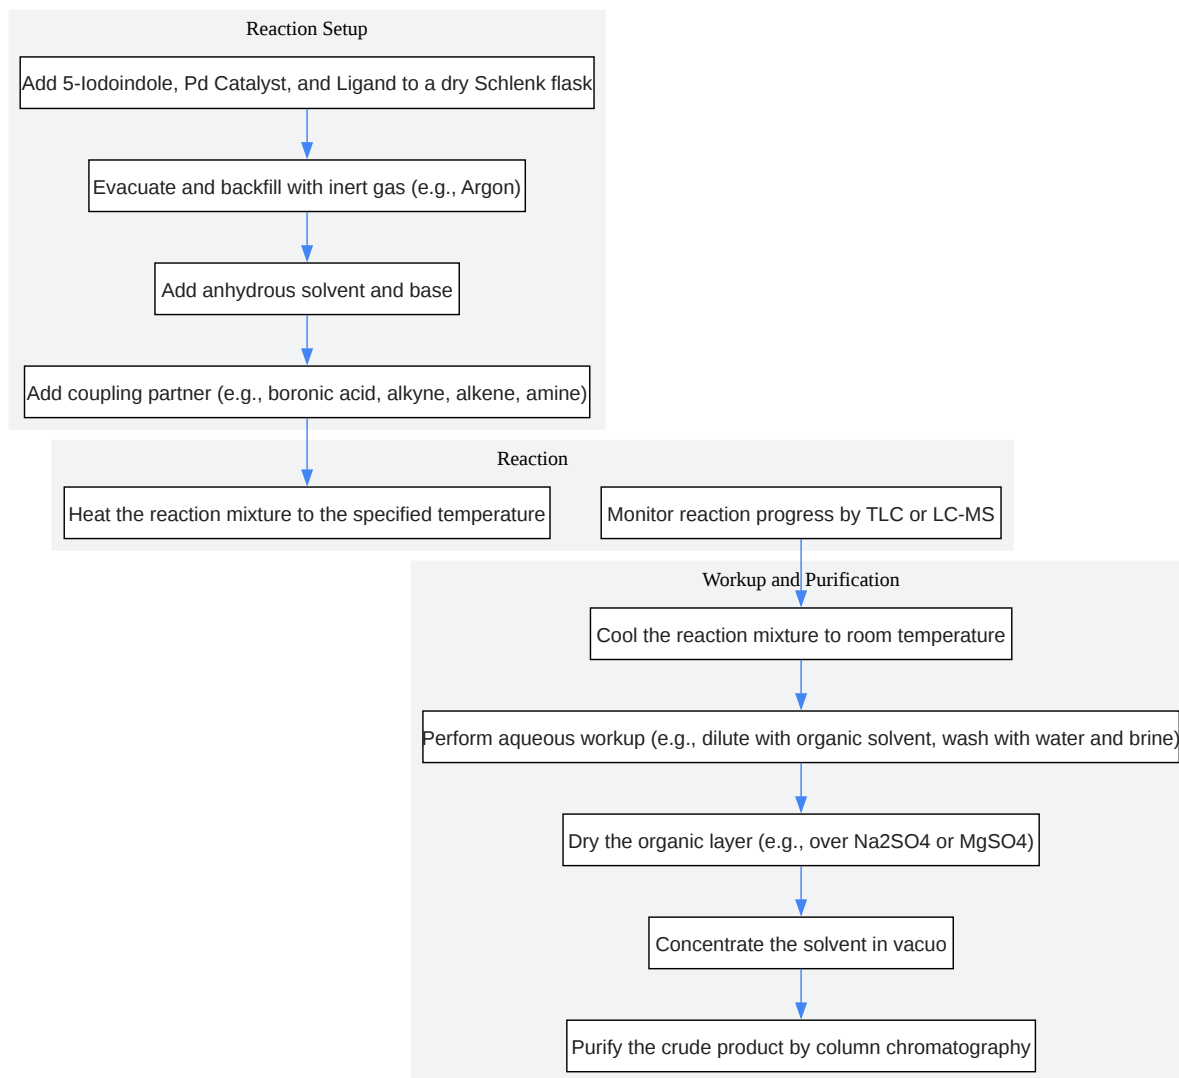 Reaction Setup
Add 5-Iodoindole, Pd Catalyst, and Ligand to a dry Schlenk flask
Evacuate and backfill with inert gas (e.g., Argon)
Add anhydrous solvent and base
Add coupling partner (e.g., boronic acid, alkyne, alkene, amine)
Reaction
Heat the reaction mixture to the specified temperature
Monitor reaction progress by TLC or LC-MS
Workup and Purification
Cool the reaction mixture to room temperature
Perform aqueous workup (e.g., dilute with organic solvent, wash with water and brine)
Dry the organic layer (e.g., over Na2SO4 or MgSO4)
Concentrate the solvent in vacuo
Purify the crude product by column chromatography